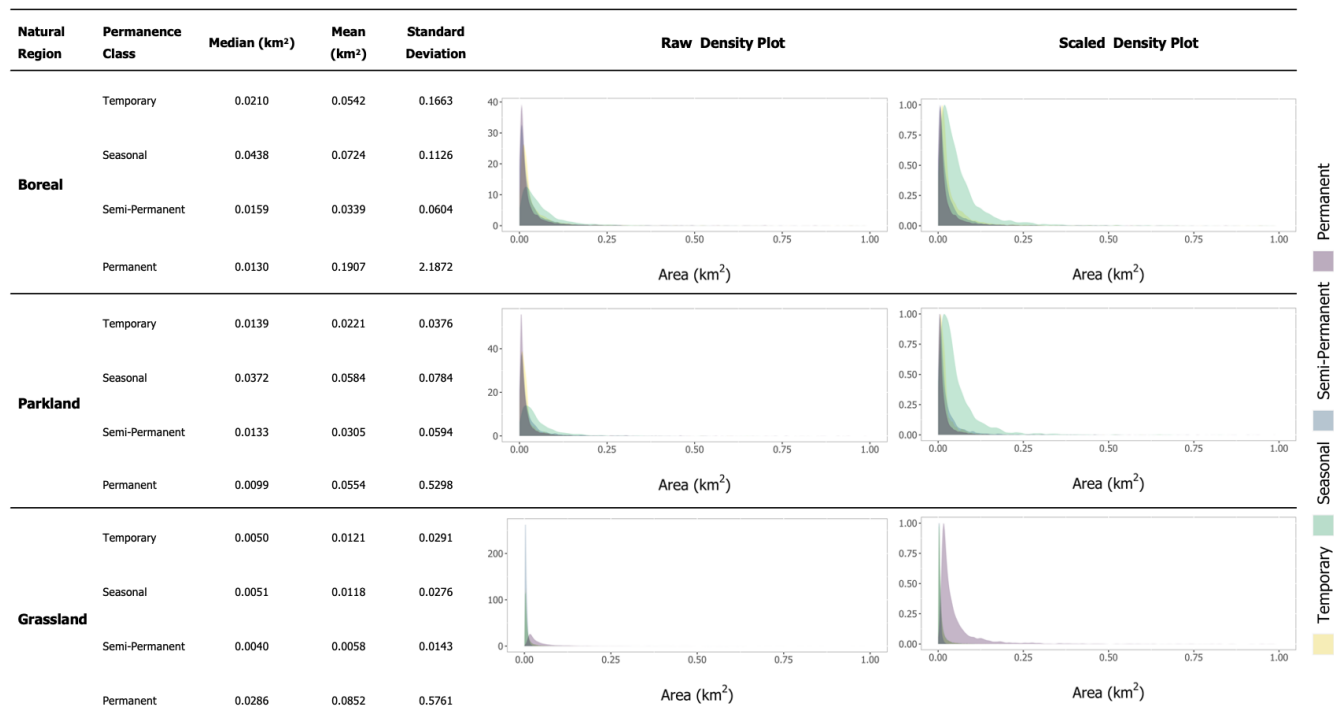 Natural Region Permanence Class Median (km²) Mean (km²) Standard Deviation Raw Density Plot Scaled Density Plot
Boreal
Temporary 0.0210 0.0542 0.1663
Seasonal 0.0438 0.0724 0.1126
Semi-Permanent 0.0159 0.0339 0.0604
Permanent 0.0130 0.1907 2.1872
40
30
20
10
0
0.00 0.25 0.50 0.75 1.00
Area (km²)
1.00
0.75
0.50
0.25
0.00
0.00 0.25 0.50 0.75 1.00
Area (km²)
Parkland
Temporary 0.0139 0.0221 0.0376
Seasonal 0.0372 0.0584 0.0784
Semi-Permanent 0.0133 0.0305 0.0594
Permanent 0.0099 0.0554 0.5298
40
20
0
0.00 0.25 0.50 0.75 1.00
Area (km²)
1.00
0.75
0.50
0.25
0.00
0.00 0.25 0.50 0.75 1.00
Area (km²)
Grassland
Temporary 0.0050 0.0121 0.0291
Seasonal 0.0051 0.0118 0.0276
Semi-Permanent 0.0040 0.0058 0.0143
Permanent 0.0286 0.0852 0.5761
200
100
0
0.00 0.25 0.50 0.75 1.00
Area (km²)
1.00
0.75
0.50
0.25
0.00
0.00 0.25 0.50 0.75 1.00
Area (km²)
Temporary Seasonal Semi-Permanent Permanent